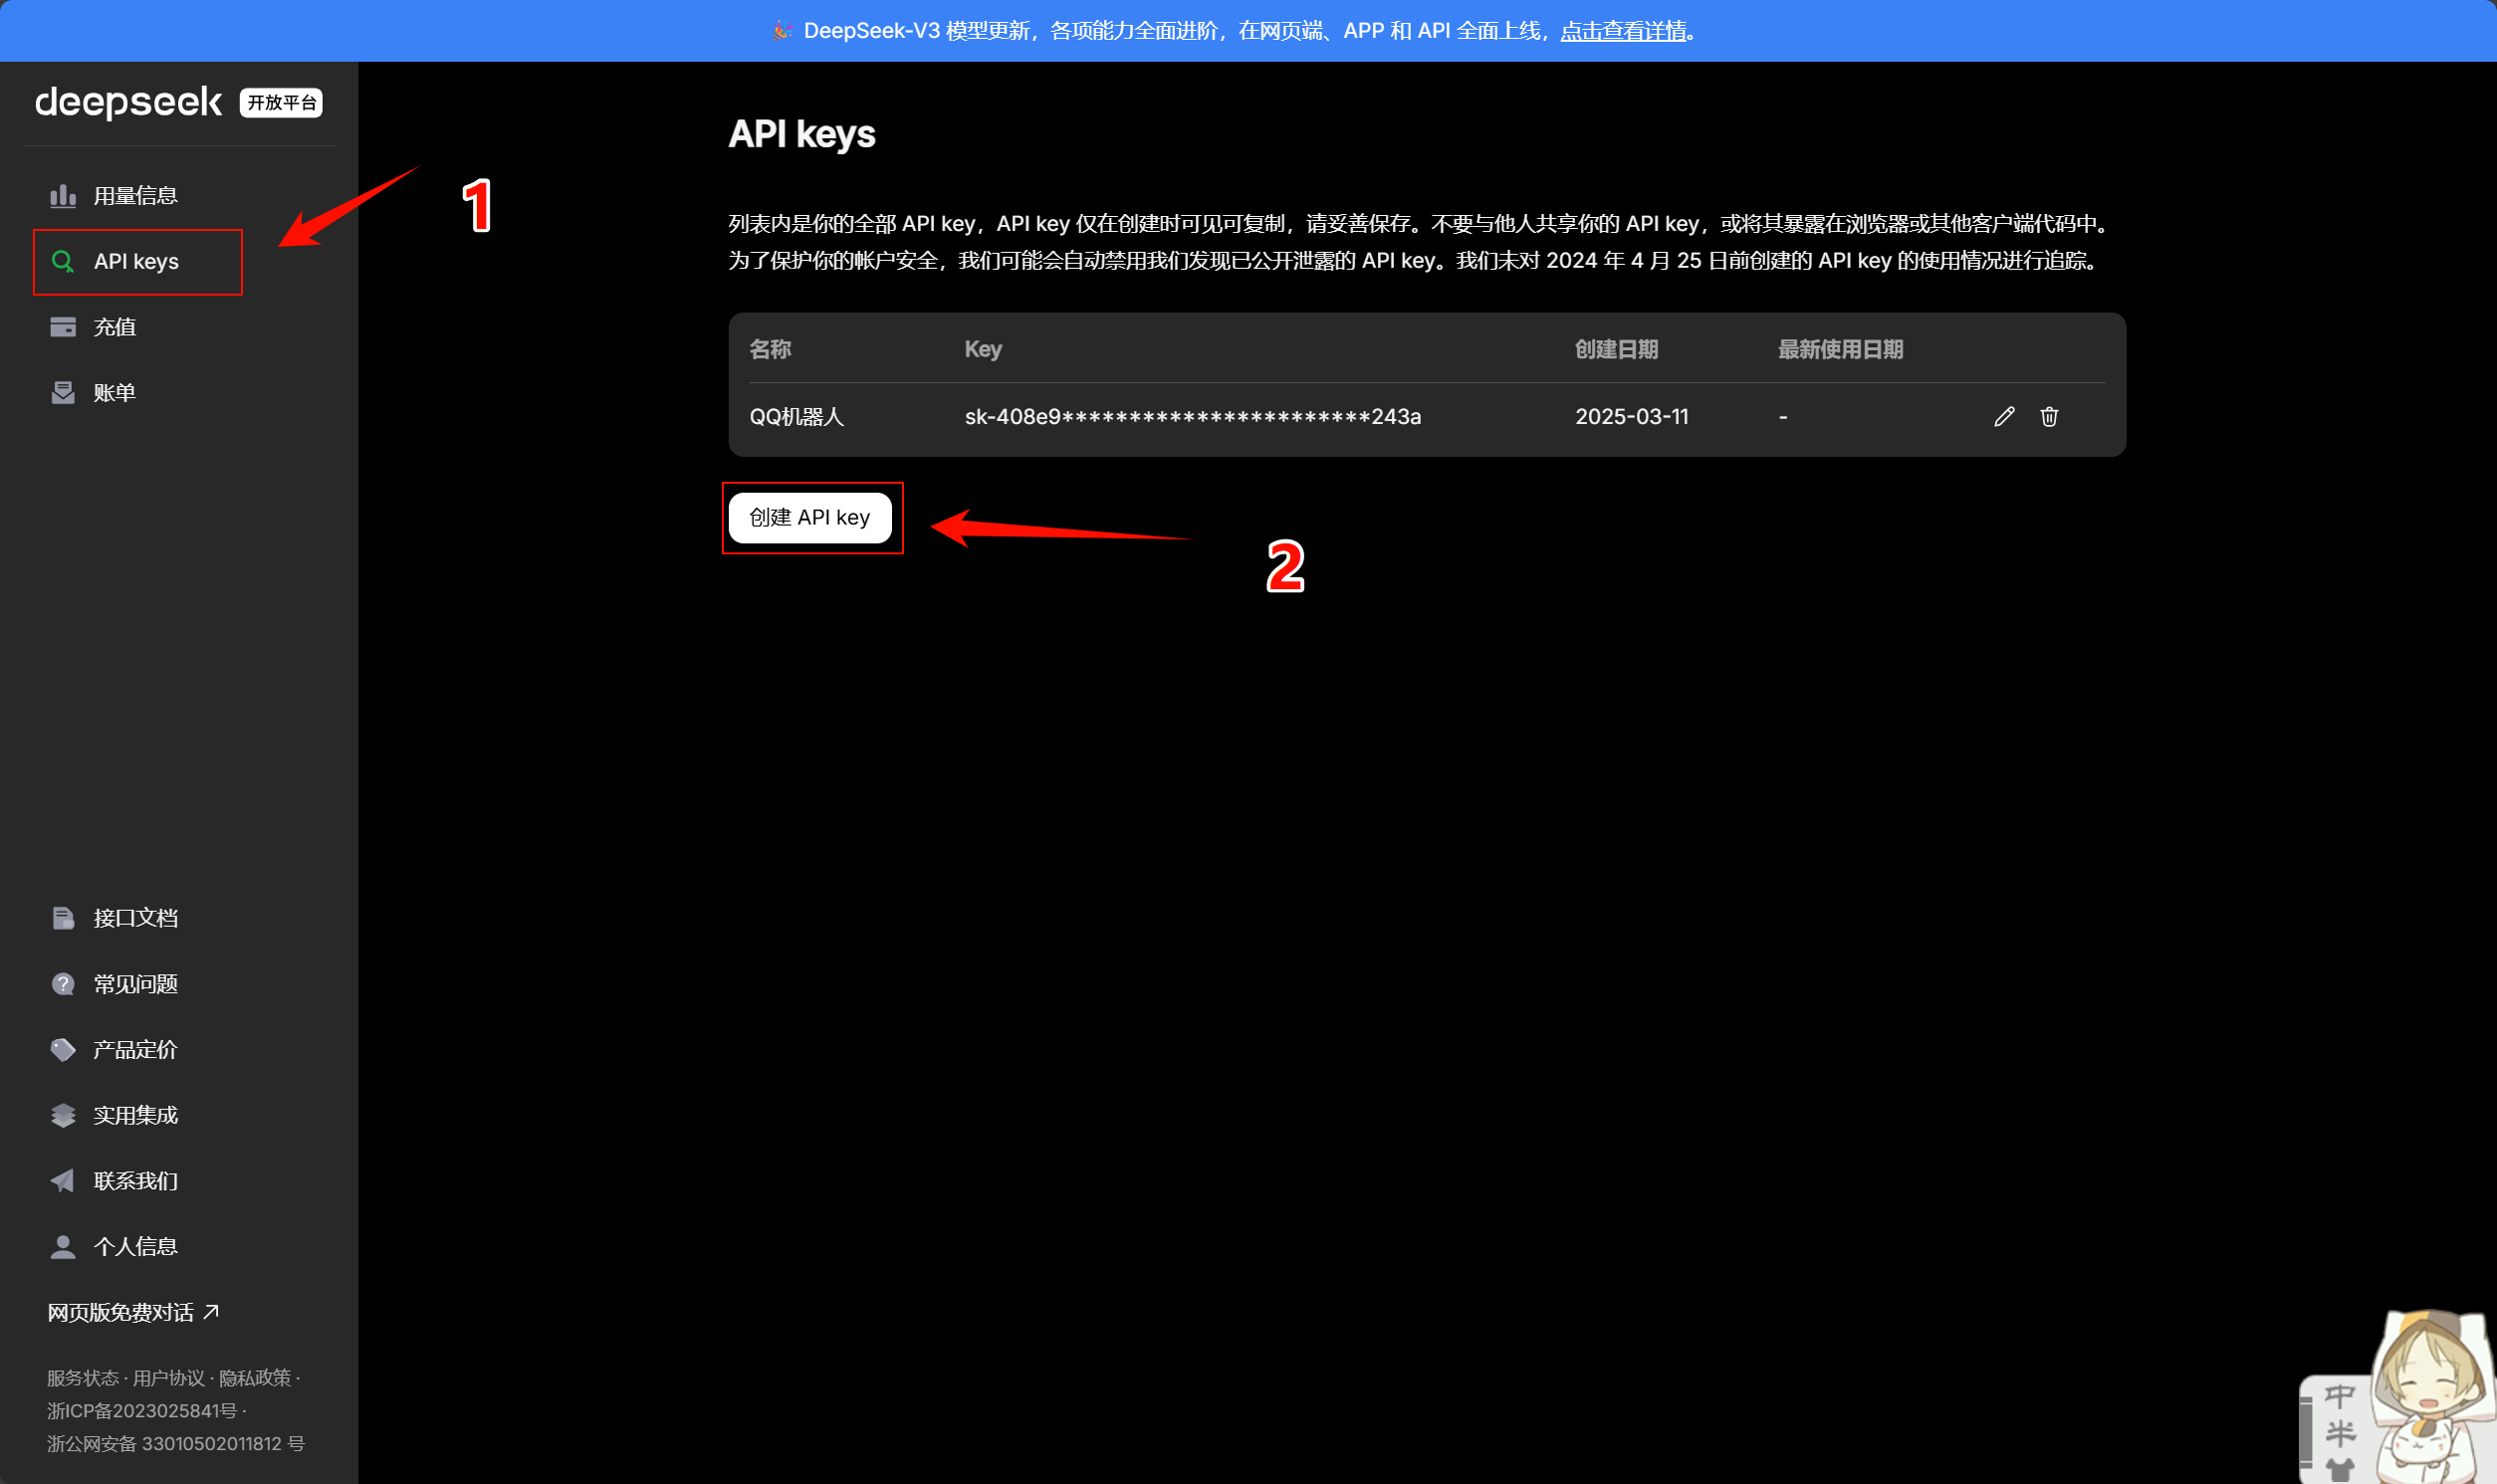 🎉 DeepSeek-V3 模型更新，各项能力全面进阶，在网页端、APP 和 API 全面上线，点击查看详情。
deepseek 开放平台
用量信息
API keys
充值
账单
接口文档
常见问题
产品定价
实用集成
联系我们
个人信息
网页版免费对话
服务状态 · 用户协议 · 隐私政策 ·
浙ICP备2023025841号 ·
浙公网安备 33010502011812 号
1
API keys
列表内是你的全部 API key，API key 仅在创建时可见可复制，请妥善保存。不要与他人共享你的 API key，或将其暴露在浏览器或其他客户端代码中。
为了保护你的帐户安全，我们可能会自动禁用我们发现已公开泄露的 API key。我们未对 2024 年 4 月 25 日前创建的 API key 的使用情况进行追踪。
名称 Key 创建日期 最新使用日期
QQ机器人 sk-408e9***********************243a 2025-03-11 -
创建 API key
2
中
半